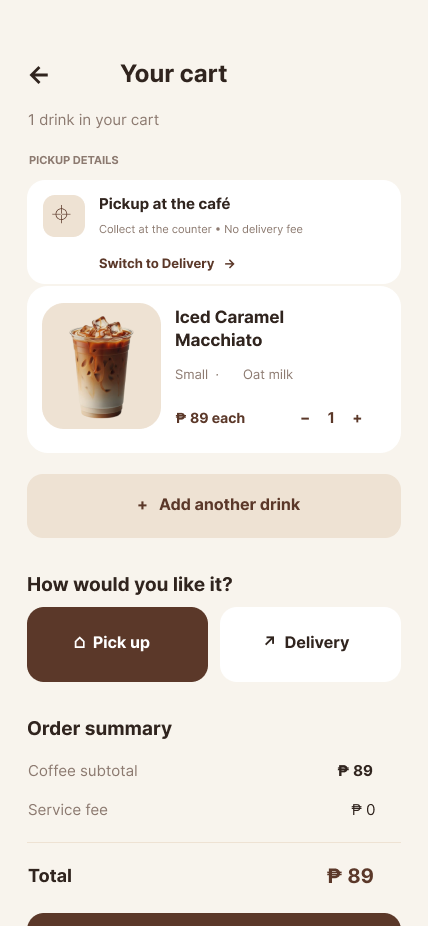 ← Your cart
1 drink in your cart
PICKUP DETAILS
Pickup at the café
Collect at the counter • No delivery fee
Switch to Delivery →
Iced Caramel
Macchiato
Small · Oat milk
₱ 89 each − 1 +
+ Add another drink
How would you like it?
⌂ Pick up
↗ Delivery
Order summary
Coffee subtotal ₱ 89
Service fee ₱ 0
Total ₱ 89